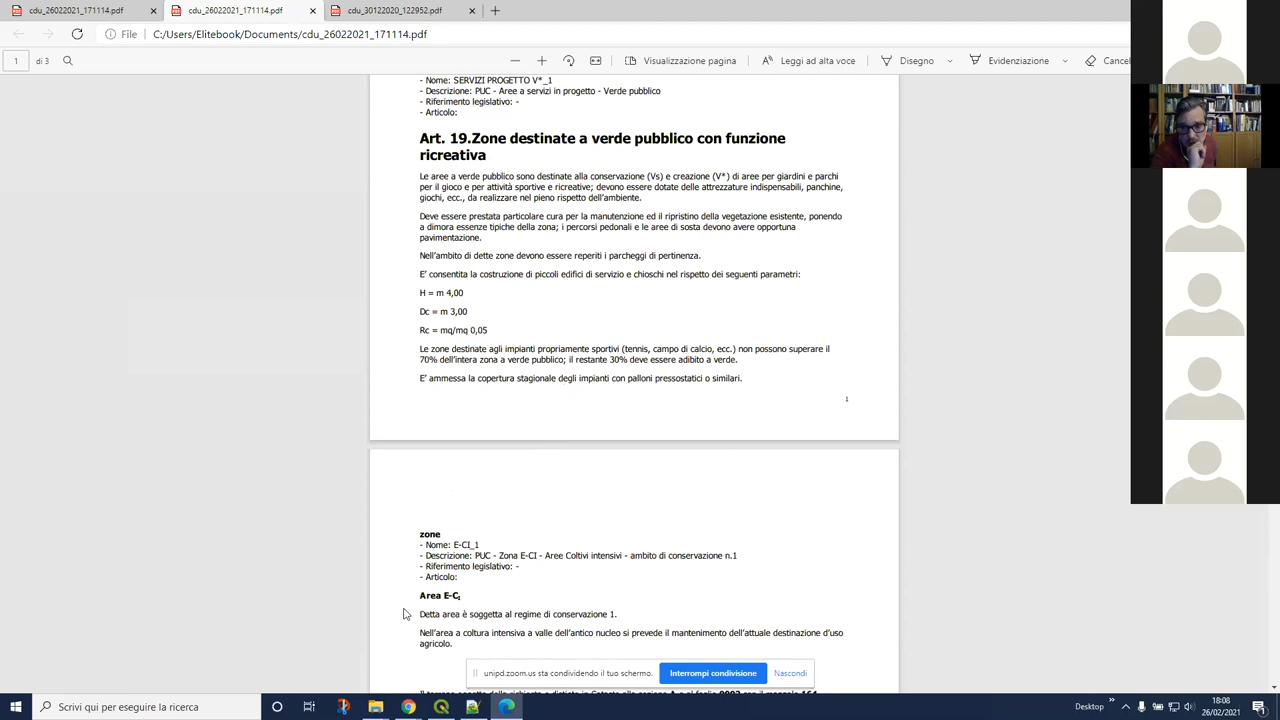 cdu_26022021_171114.pdf
cdu_26022021_171114.pdf
cdu_30122020_122952.pdf
File
C:/Users/Elitebook/Documents/cdu_26022021_171114.pdf
1
di 3
Visualizzazione pagina
Leggi ad alta voce
Disegno
Evidenziazione
Cancel
- Nome: SERVIZI PROGETTO V*_1
- Descrizione: PUC - Aree a servizi in progetto - Verde pubblico
- Riferimento legislativo: -
- Articolo:
Art. 19.Zone destinate a verde pubblico con funzione
ricreativa
Le aree a verde pubblico sono destinate alla conservazione (Vs) e creazione (V*) di aree per giardini e parchi
per il gioco e per attività sportive e ricreative; devono essere dotate delle attrezzature indispensabili, panchine,
giochi, ecc., da realizzare nel pieno rispetto dell'ambiente.
Deve essere prestata particolare cura per la manutenzione ed il ripristino della vegetazione esistente, ponendo
a dimora essenze tipiche della zona; i percorsi pedonali e le aree di sosta devono avere opportuna
pavimentazione.
Nell'ambito di dette zone devono essere reperiti i parcheggi di pertinenza.
E' consentita la costruzione di piccoli edifici di servizio e chioschi nel rispetto dei seguenti parametri:
H = m 4,00
Dc = m 3,00
Rc = mq/mq 0,05
Le zone destinate agli impianti propriamente sportivi (tennis, campo di calcio, ecc.) non possono superare il
70% dell'intera zona a verde pubblico; il restante 30% deve essere adibito a verde.
E' ammessa la copertura stagionale degli impianti con palloni pressostatici o similari.
1
zone
- Nome: E-CI_1
- Descrizione: PUC - Zona E-CI - Aree Coltivi intensivi - ambito di conservazione n.1
- Riferimento legislativo: -
- Articolo:
Area E-CI
Detta area è soggetta al regime di conservazione 1.
Nell'area a coltura intensiva a valle dell'antico nucleo si prevede il mantenimento dell'attuale destinazione d'uso
agricolo.
unipd.zoom.us sta condividendo il tuo schermo.
Interrompi condivisione
Nascondi
Scrivi qui per eseguire la ricerca
Desktop
18:08
26/02/2021